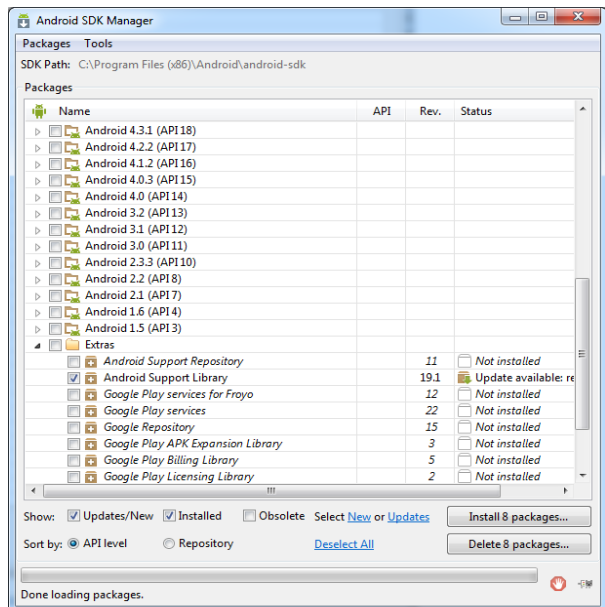 Android SDK Manager
Packages Tools
SDK Path: C:\Program Files (x86)\Android\android-sdk
Packages
Name API Rev. Status
Android 4.3.1 (API 18)
Android 4.2.2 (API 17)
Android 4.1.2 (API 16)
Android 4.0.3 (API 15)
Android 4.0 (API 14)
Android 3.2 (API 13)
Android 3.1 (API 12)
Android 3.0 (API 11)
Android 2.3.3 (API 10)
Android 2.2 (API 8)
Android 2.1 (API 7)
Android 1.6 (API 4)
Android 1.5 (API 3)
Extras
Android Support Repository 11 Not installed
Android Support Library 19.1 Update available: re
Google Play services for Froyo 12 Not installed
Google Play services 22 Not installed
Google Repository 15 Not installed
Google Play APK Expansion Library 3 Not installed
Google Play Billing Library 5 Not installed
Google Play Licensing Library 2 Not installed
Show: Updates/New Installed Obsolete Select New or Updates Install 8 packages...
Sort by: API level Repository Deselect All Delete 8 packages...
Done loading packages.